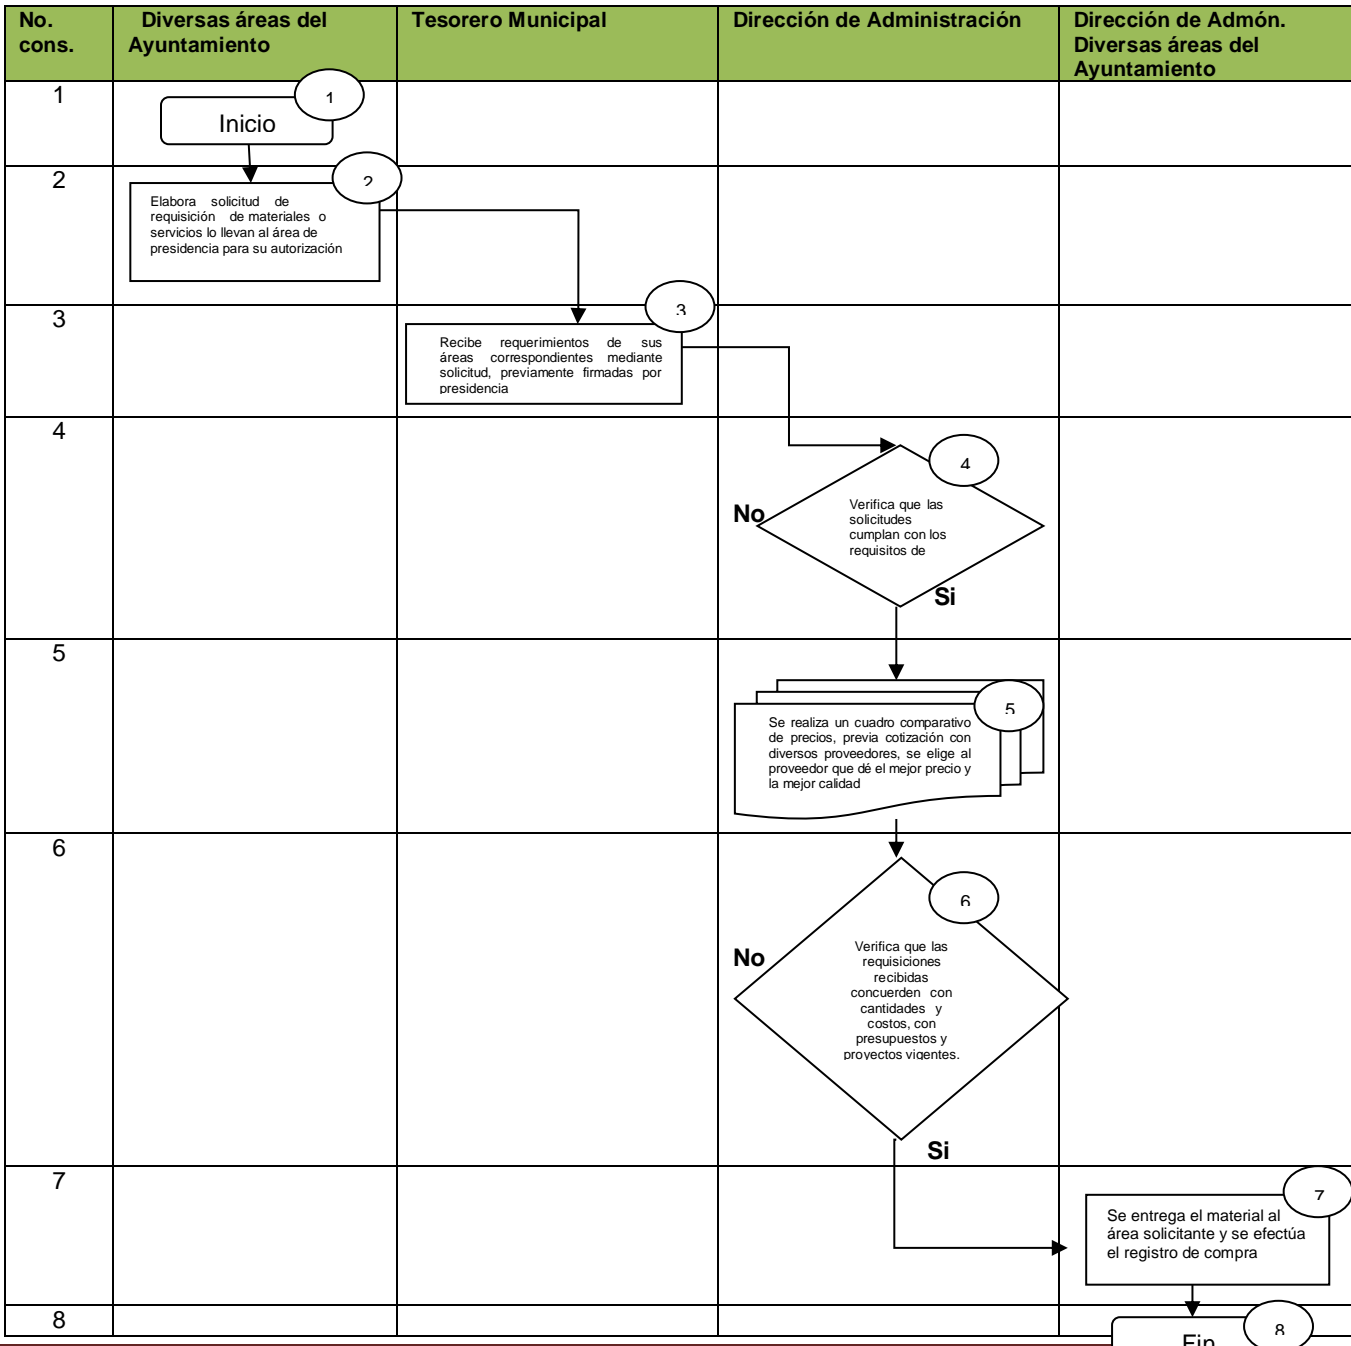 No.
cons.
Diversas áreas del
Ayuntamiento
Tesorero Municipal
Dirección de Administración
Dirección de Admón.
Diversas áreas del
Ayuntamiento
1
1
Inicio
2
2
Elabora solicitud de
requisición de materiales o
servicios lo llevan al área de
presidencia para su autorización
3
3
Recibe requerimientos de sus
áreas correspondientes mediante
solicitud, previamente firmadas por
presidencia
4
4
No
Verifica que las
solicitudes
cumplan con los
requisitos de
Si
5
5
Se realiza un cuadro comparativo
de precios, previa cotización con
diversos proveedores, se elige al
proveedor que dé el mejor precio y
la mejor calidad
6
6
No
Verifica que las
requisiciones
recibidas
concuerden con
cantidades y
costos, con
presupuestos y
proyectos vigentes.
Si
7
7
Se entrega el material al
área solicitante y se efectúa
el registro de compra
8
8
Fin